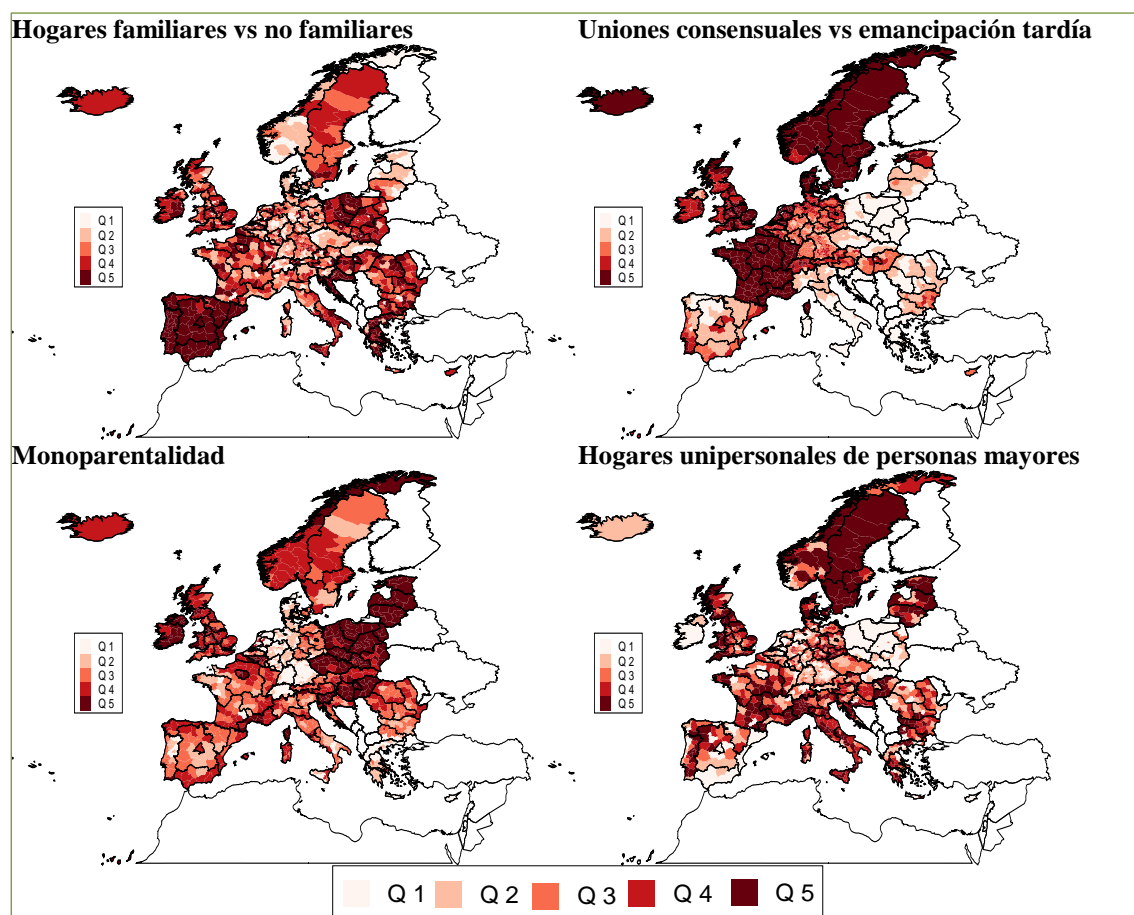 Hogares familiares vs no familiares
Uniones consensuales vs emancipación tardía
Q 1
Q 2
Q 3
Q 4
Q 5
Q 1
Q 2
Q 3
Q 4
Q 5
Monoparentalidad
Hogares unipersonales de personas mayores
Q 1
Q 2
Q 3
Q 4
Q 5
Q 1
Q 2
Q 3
Q 4
Q 5
Q 1 Q 2 Q 3 Q 4 Q 5